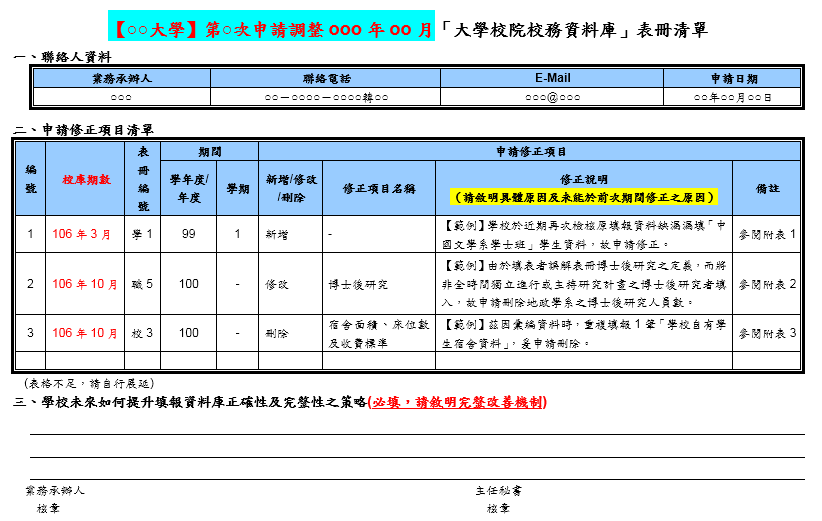 【○○大學】第○次申請調整 ooo 年 oo 月「大學校院校務資料庫」表冊清單
一、聯絡人資料
業務承辦人 聯絡電話 E-Mail 申請日期
○○○ ○○－○○○○－○○○○轉○○ ○○○@○○○ ○○年○○月○○日
二、申請修正項目清單
編號 校庫期數 表冊編號 期間 申請修正項目
學年度/年度 學期 新增/修改/刪除 修正項目名稱 修正說明 備註
（請敘明具體原因及未能於前次期間修正之原因）
1 106 年 3 月 學 1 99 1 新增 - 【範例】學校於近期再次檢核原填報資料缺漏漏填「中
國文學系學士班」學生資料，故申請修正。 參閱附表 1
2 106 年 10 月 職 5 100 - 修改 博士後研究 【範例】由於填表者誤解表冊博士後研究之定義，而將
非全時間獨立進行或主持研究計畫之博士後研究者填
入，故申請刪除地政學系之博士後研究人員數。 參閱附表 2
3 106 年 10 月 校 3 100 - 刪除 宿舍面積、床位數
及收費標準 【範例】茲因彙編資料時，重複填報 1 筆「學校自有學
生宿舍資料」，爰申請刪除。 參閱附表 3
(表格不足，請自行展延)
三、學校未來如何提升填報資料庫正確性及完整性之策略(必填，請敘明完整改善機制)
業務承辦人 主任秘書
核章 核章